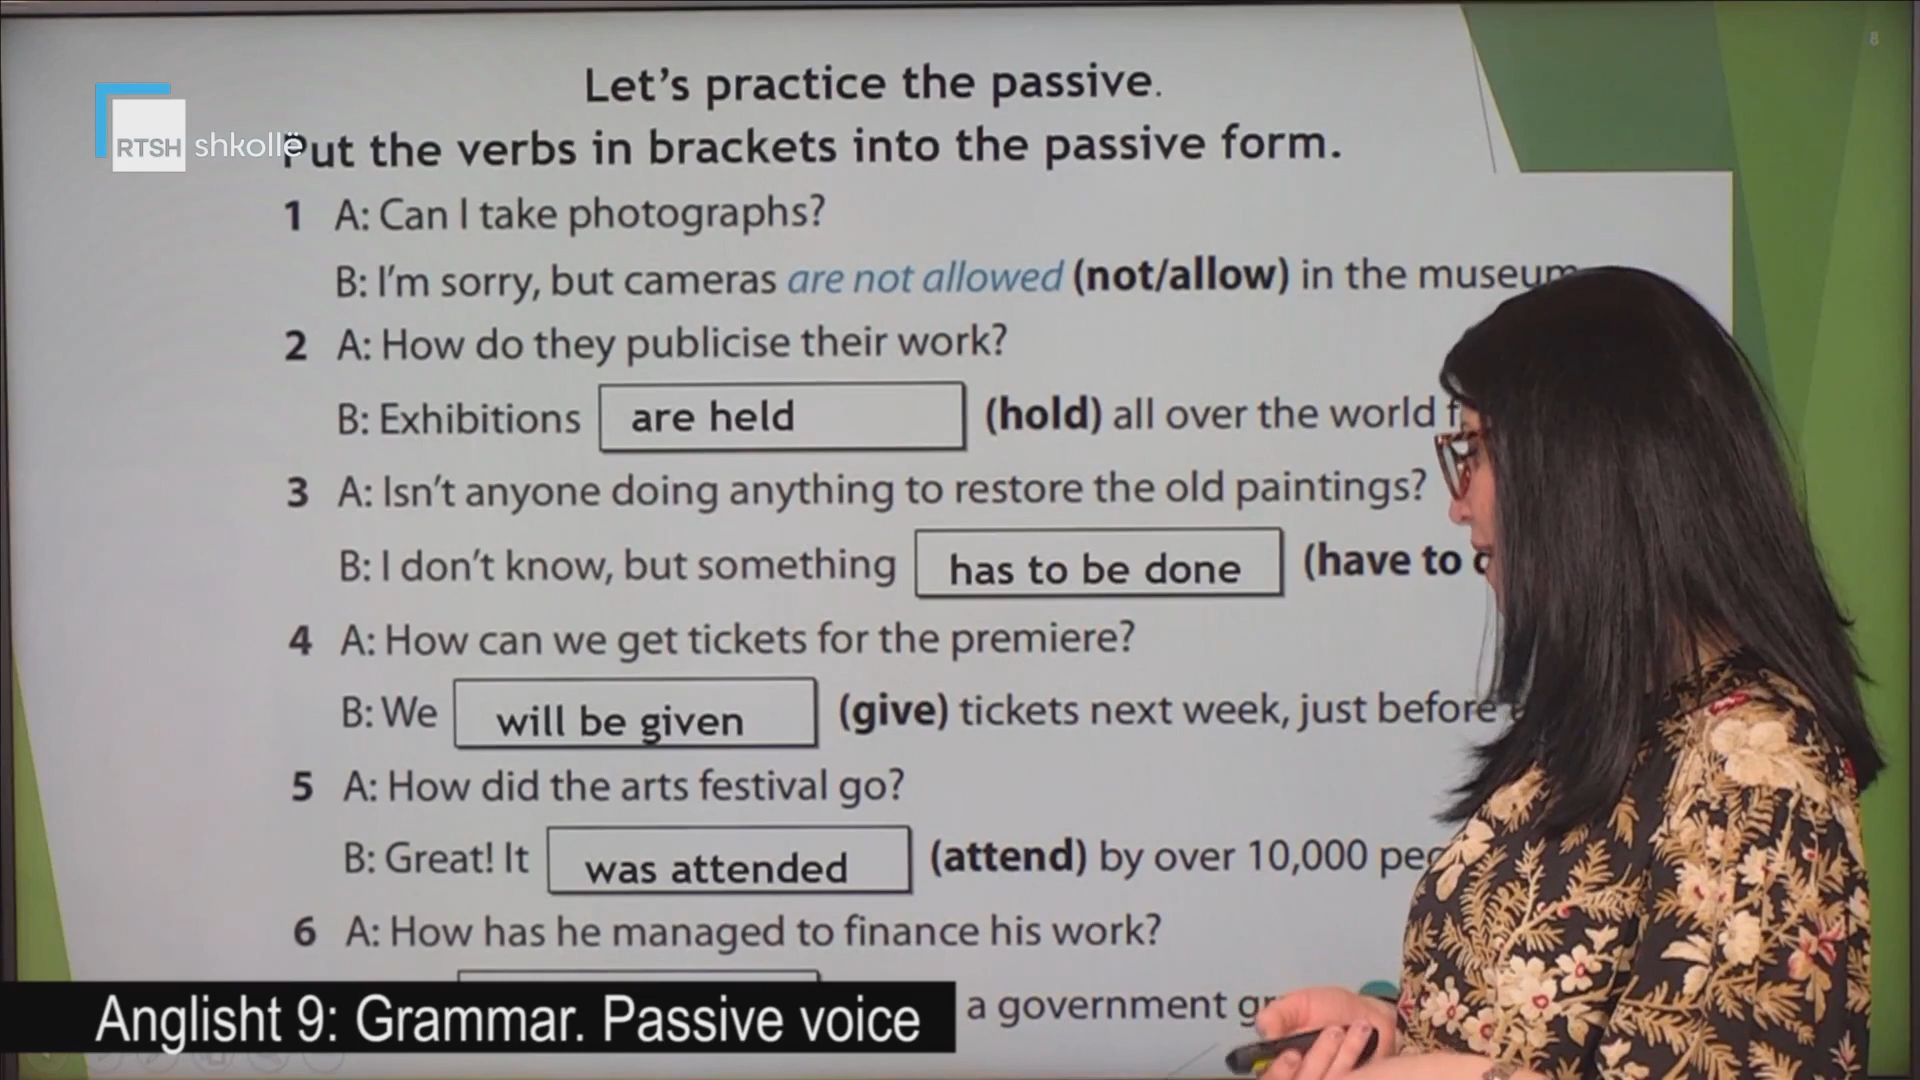 8
Let's practice the passive.
RTSH shkollë
Put the verbs in brackets into the passive form.
1 A: Can I take photographs?
B: I'm sorry, but cameras are not allowed (not/allow) in the museum
2 A: How do they publicise their work?
B: Exhibitions are held (hold) all over the world
3 A: Isn't anyone doing anything to restore the old paintings?
B: I don't know, but something has to be done (have to
4 A: How can we get tickets for the premiere?
B: We will be given (give) tickets next week, just before
5 A: How did the arts festival go?
B: Great! It was attended (attend) by over 10,000
6 A: How has he managed to finance his work?
a government
Anglisht 9: Grammar. Passive voice